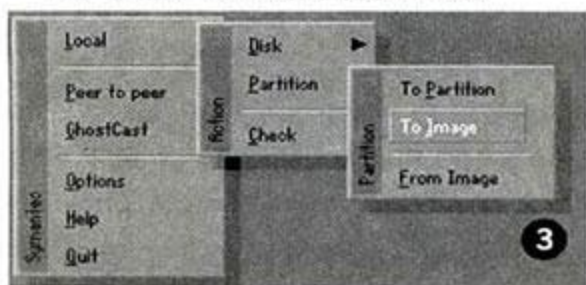 Symantec
Local
Peer to peer
GhostCast
Options
Help
Quit
Action
Disk
Partition
Check
Partition
To Partition
To Image
From Image
3